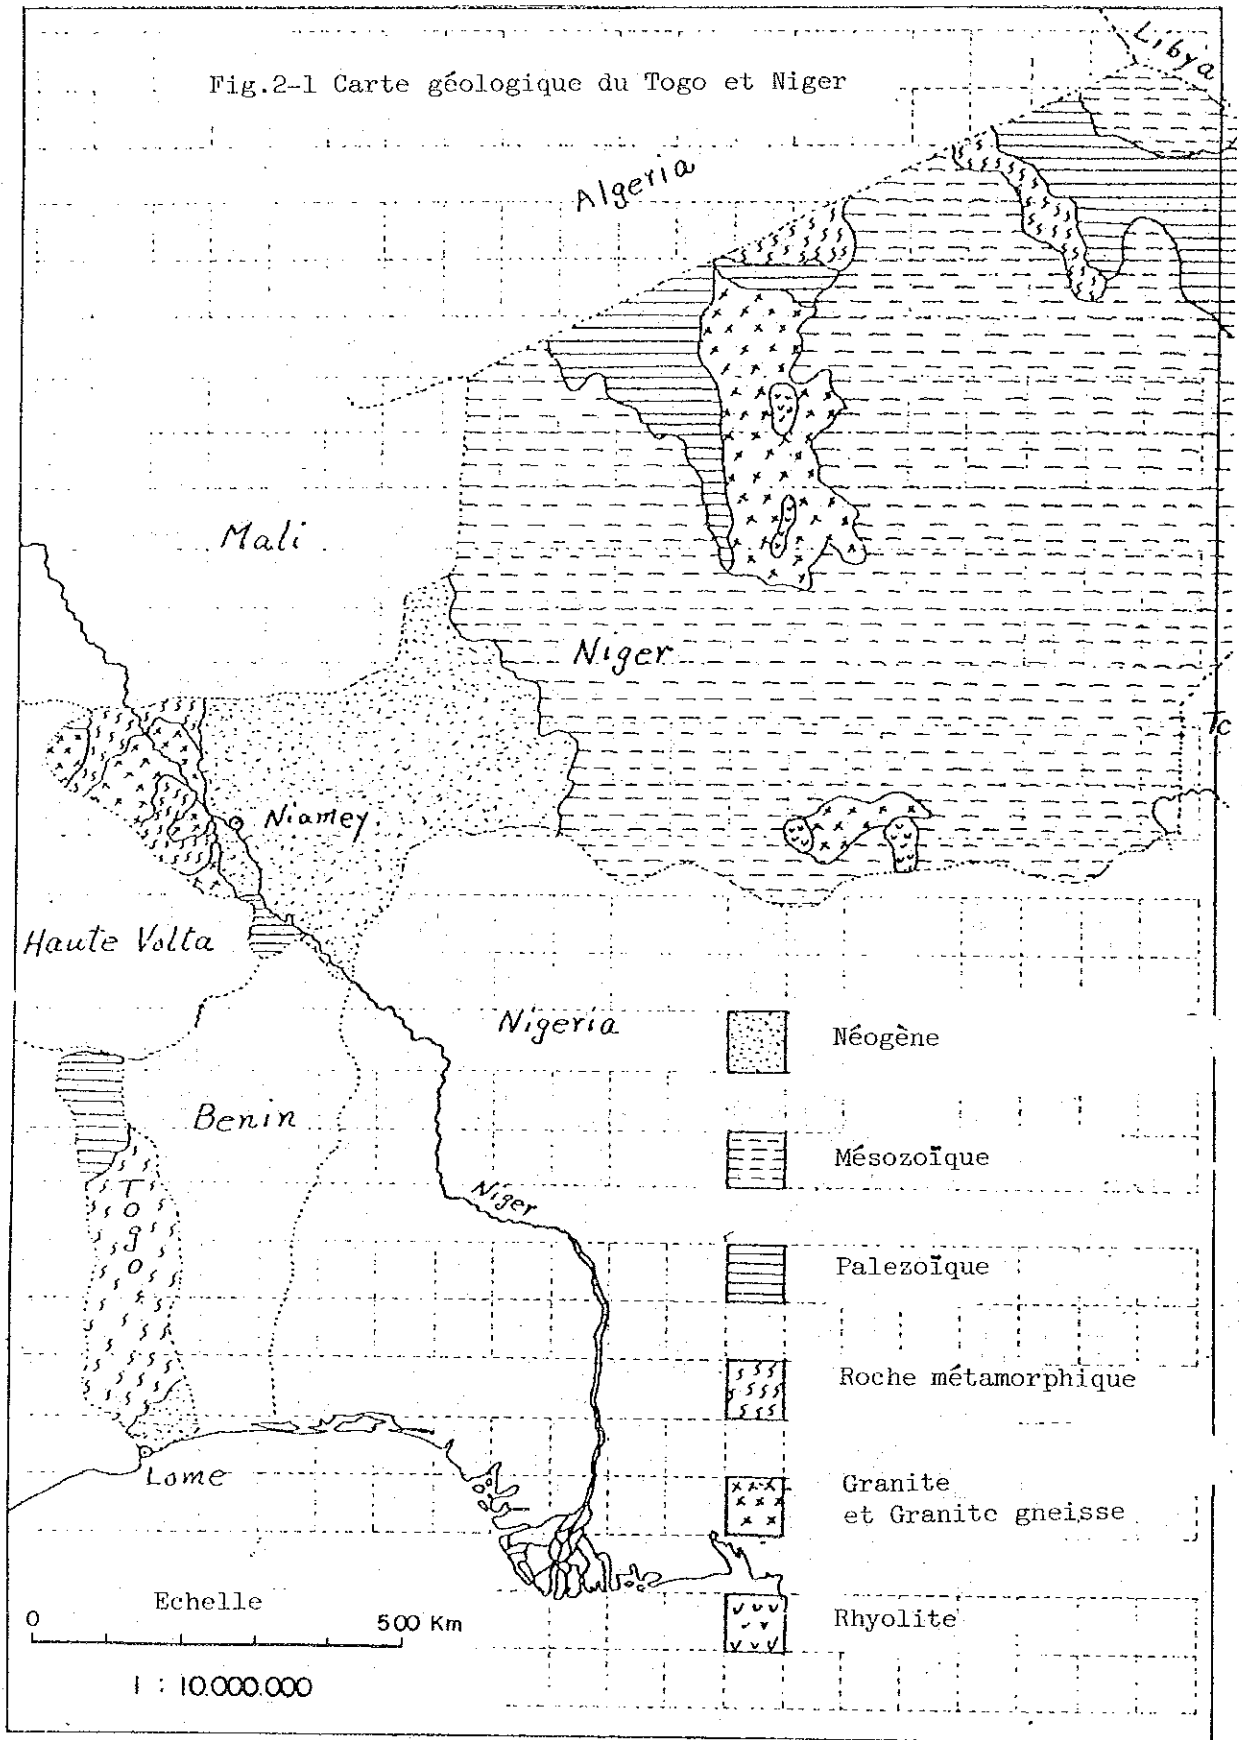 Libya
Fig.2-1 Carte géologique du Togo et Niger
Algeria
Mali
Niger
Tc
Niamey
Haute Volta
Nigeria
Néogène
Benin
Mésozoïque
Niger
Togo
Palezoïque
Roche métamorphique
Lome
Granite
et Granite gneisse
Echelle
0 500 Km
Rhyolite
1 : 10.000.000